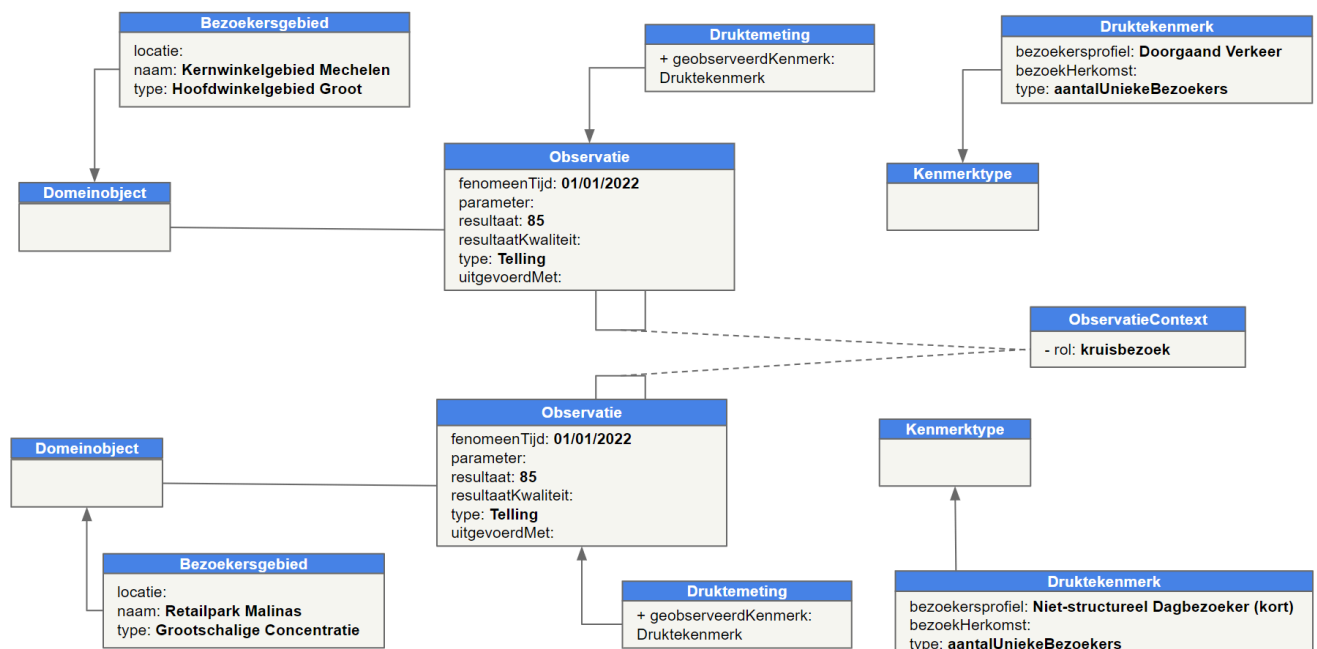 Bezoekersgebied
locatie:
naam: Kernwinkelgebied Mechelen
type: Hoofdwinkelgebied Groot
Druktemeting
+ geobserveerdKenmerk:
Druktekenmerk
Druktekenmerk
bezoekersprofiel: Doorgaand Verkeer
bezoekHerkomst:
type: aantalUniekeBezoekers
Domeinobject
Observatie
fenomeenTijd: 01/01/2022
parameter:
resultaat: 85
resultaatKwaliteit:
type: Telling
uitgevoerdMet:
Kenmerktype
ObservatieContext
- rol: kruisbezoek
Domeinobject
Observatie
fenomeenTijd: 01/01/2022
parameter:
resultaat: 85
resultaatKwaliteit:
type: Telling
uitgevoerdMet:
Kenmerktype
Bezoekersgebied
locatie:
naam: Retailpark Malinas
type: Grootschalige Concentratie
Druktemeting
+ geobserveerdKenmerk:
Druktekenmerk
Druktekenmerk
bezoekersprofiel: Niet-structureel Dagbezoeker (kort)
bezoekHerkomst:
type: aantalUniekeBezoekers